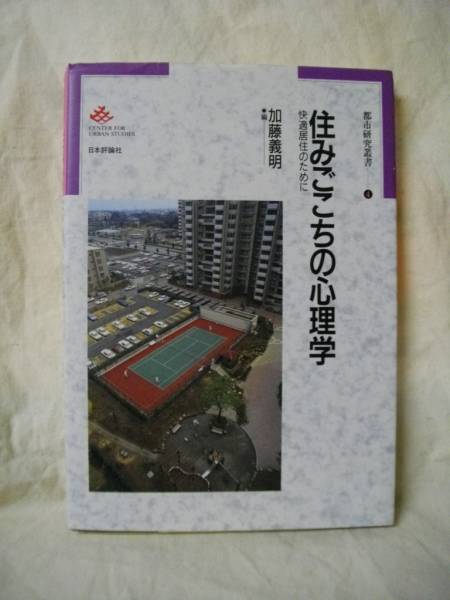 都市研究叢書 4
住みごこちの心理学
快適居住のために
加藤義明 ●編
CENTER FOR
URBAN STUDIES
日本評論社